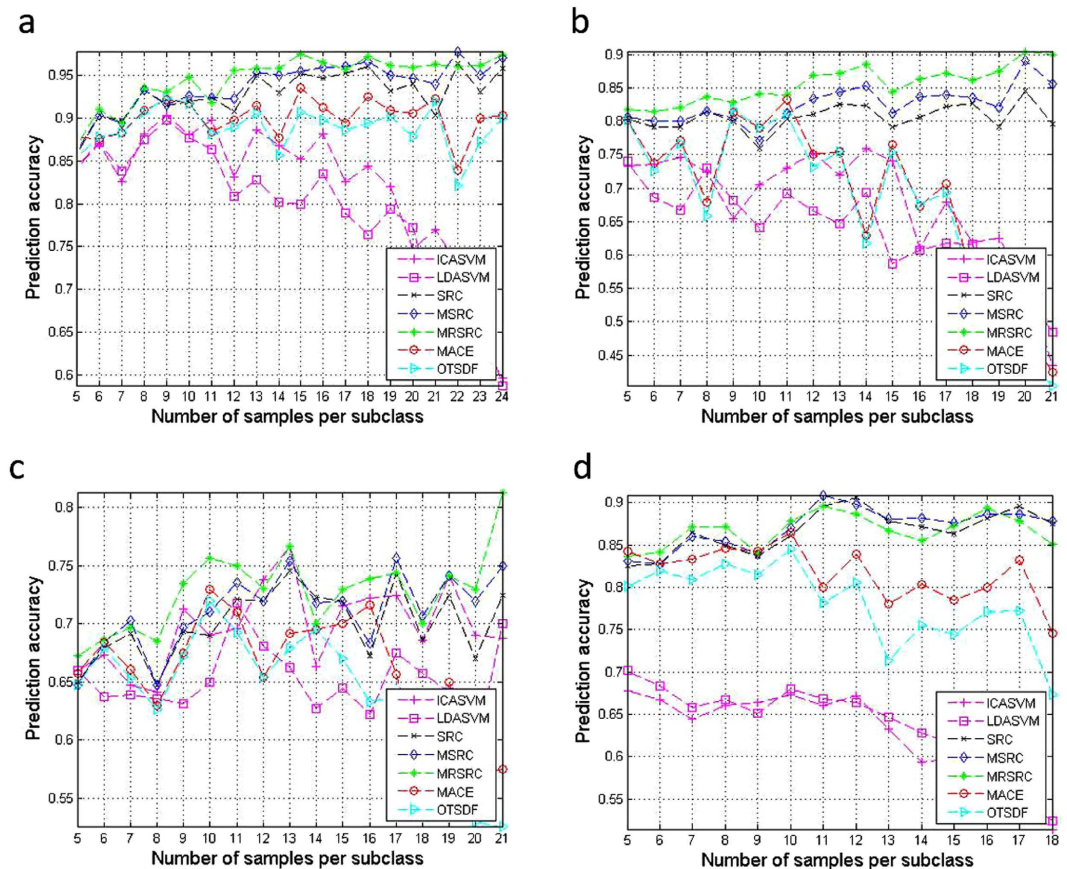 a
0.95
0.9
0.85
0.8
0.75
0.7
0.65
0.6
Prediction accuracy
ICASVM
LDASVM
SRC
MSRC
MRSRC
MACE
OTSDF
5 6 7 8 9 10 11 12 13 14 15 16 17 18 19 20 21 22 23 24
Number of samples per subclass
b
0.9
0.85
0.8
0.75
0.7
0.65
0.6
0.55
0.5
0.45
Prediction accuracy
ICASVM
LDASVM
SRC
MSRC
MRSRC
MACE
OTSDF
5 6 7 8 9 10 11 12 13 14 15 16 17 18 19 20 21
Number of samples per subclass
c
0.8
0.75
0.7
0.65
0.6
0.55
Prediction accuracy
ICASVM
LDASVM
SRC
MSRC
MRSRC
MACE
OTSDF
5 6 7 8 9 10 11 12 13 14 15 16 17 18 19 20 21
Number of samples per subclass
d
0.9
0.85
0.8
0.75
0.7
0.65
0.6
0.55
Prediction accuracy
ICASVM
LDASVM
SRC
MSRC
MRSRC
MACE
OTSDF
5 6 7 8 9 10 11 12 13 14 15 16 17 18
Number of samples per subclass